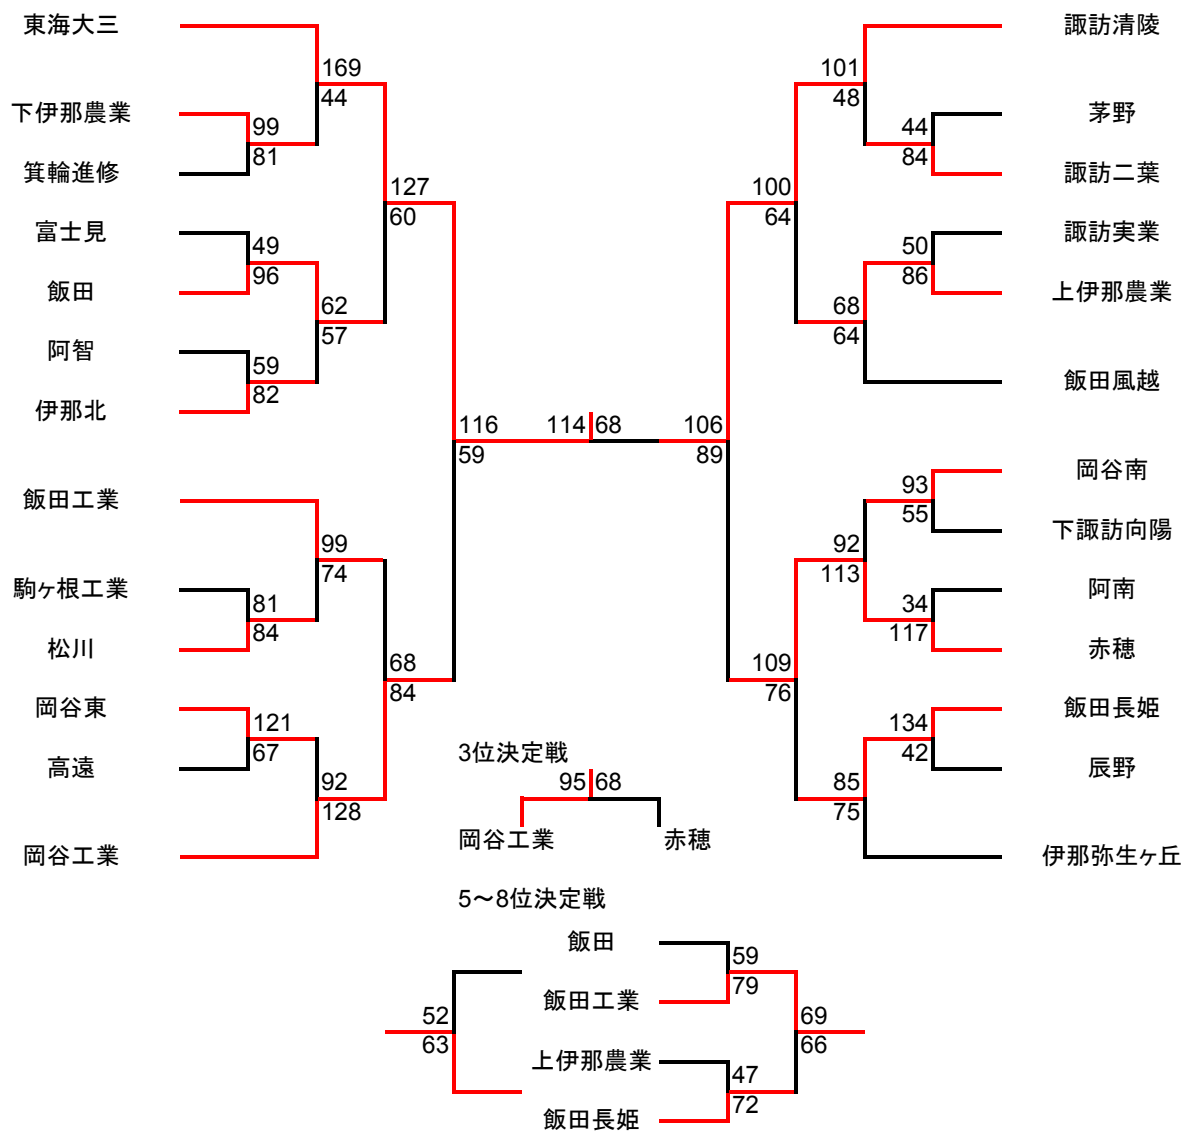 東海大三
諏訪清陵
169
101
44
48
下伊那農業
茅野
99
44
81
84
箕輪進修
諏訪二葉
127
100
60
64
富士見
諏訪実業
49
50
96
86
飯田
上伊那農業
62
68
57
64
阿智
飯田風越
59
82
伊那北
116
114
68
106
59
89
岡谷南
飯田工業
93
55
下諏訪向陽
99
92
74
113
駒ヶ根工業
阿南
81
34
84
117
松川
赤穂
68
109
84
76
岡谷東
飯田長姫
121
134
67
42
高遠
辰野
3位決定戦
92
95
68
85
128
75
岡谷工業
赤穂
岡谷工業
伊那弥生ヶ丘
5～8位決定戦
飯田
59
79
飯田工業
52
69
63
66
上伊那農業
47
72
飯田長姫